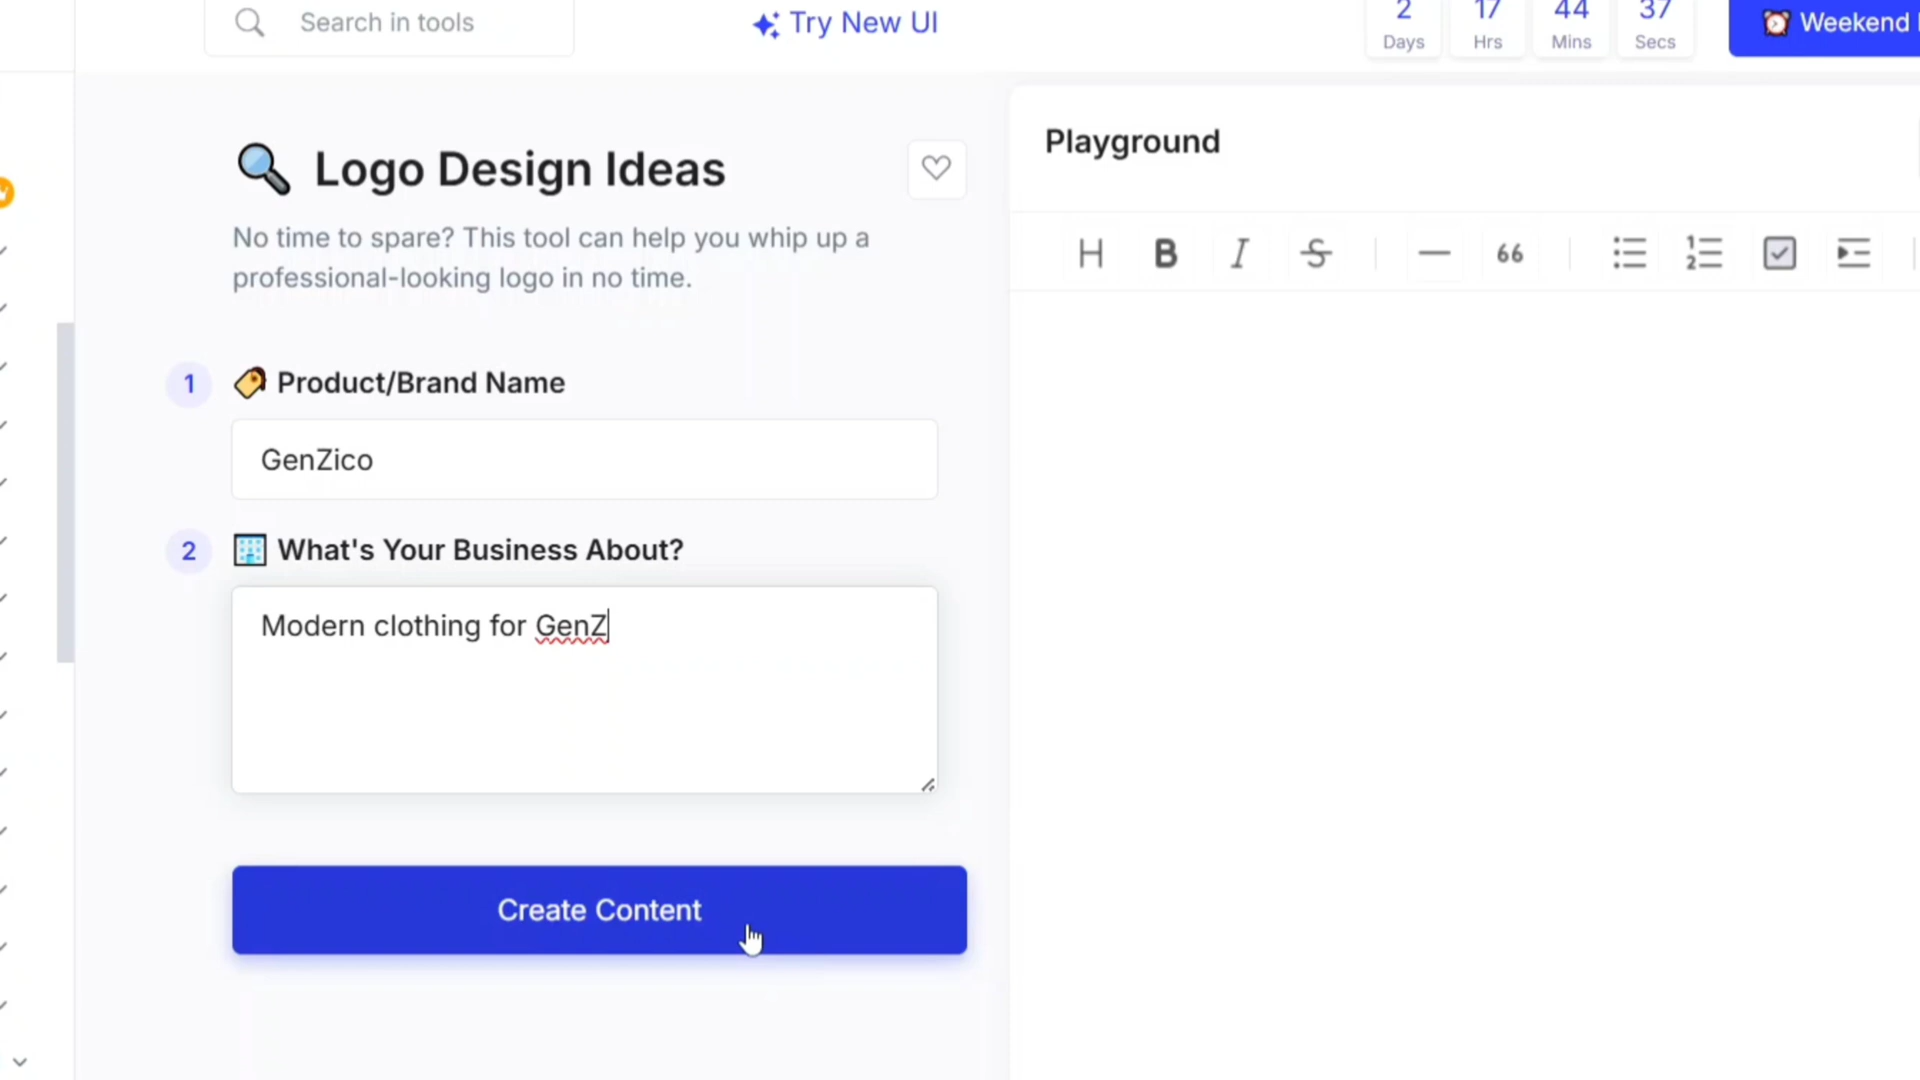 Search in tools
Try New UI
2 17 44 37
Days Hrs Mins Secs
Weekend
Logo Design Ideas
No time to spare? This tool can help you whip up a
professional-looking logo in no time.
Playground
H B I S 66
1 Product/Brand Name
GenZico
2 What's Your Business About?
Modern clothing for GenZ
Create Content